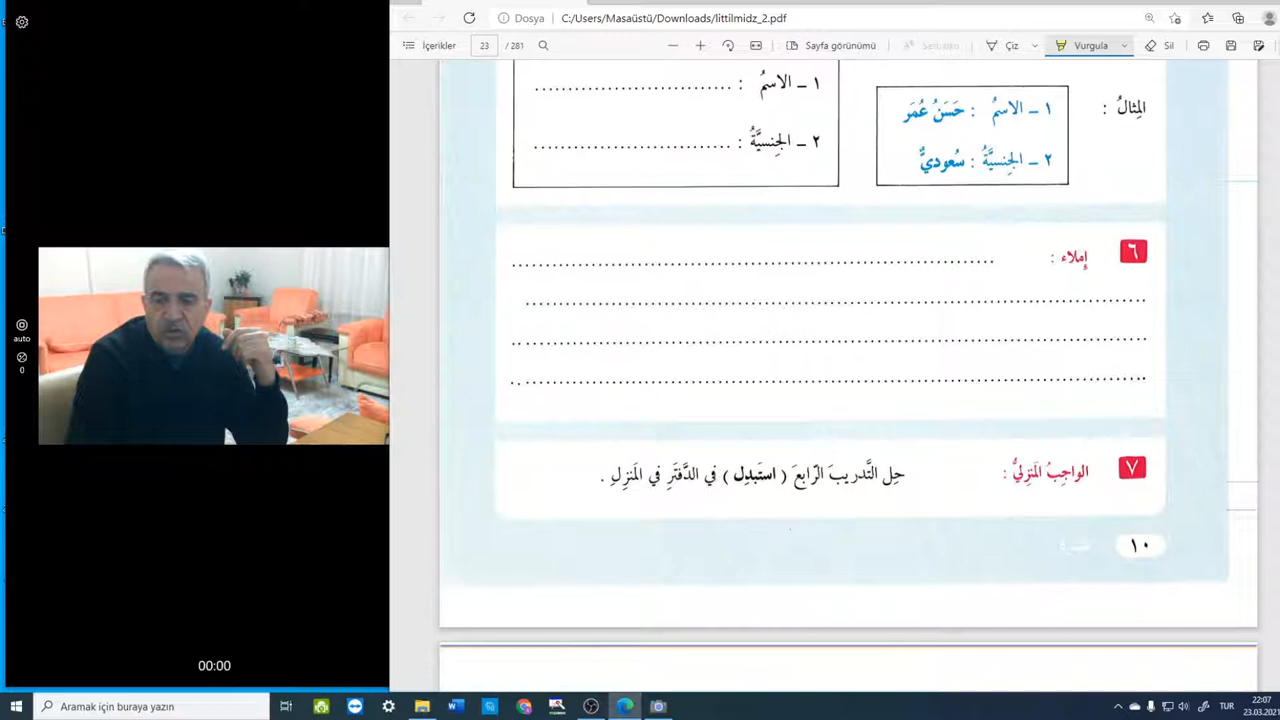 Dosya C:/Users/Masaüstü/Downloads/littilmidz_2.pdf
İçerikler 23 / 281 Sayfa görünümü Çiz Vurgula Sil
١ ـ الاسمُ : ........................
٢ ـ الجِنسيَّةُ : ........................
المِثالُ :
١ ـ الاسمُ : حَسَنُ عُمَر
٢ ـ الجِنسيَّةُ : سُعوديٌّ
٦ إملاء : ........................
٧ الواجِبُ المَنزِليُّ : حِل التَّدريبَ الرّابعَ ( استَبدِل ) في الدَّفتَرِ في المَنزِلِ .
١٠
auto
0
00:00
Aramak için buraya yazın
TUR
22:07
23.03.2021